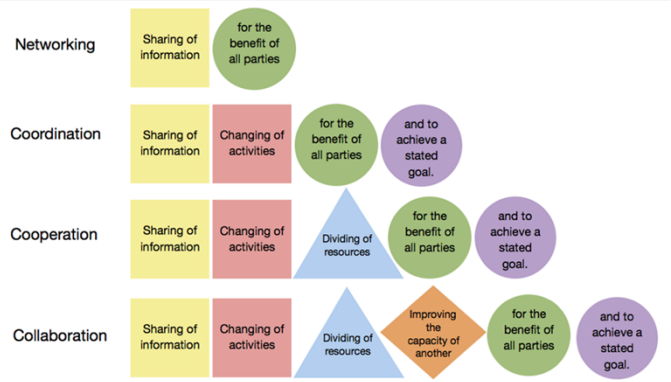 Networking
Sharing of
information
for the
benefit of
all parties
Coordination
Sharing of
information
Changing of
activities
for the
benefit of
all parties
and to
achieve a
stated
goal.
Cooperation
Sharing of
information
Changing of
activities
Dividing of
resources
for the
benefit of
all parties
and to
achieve a
stated
goal.
Collaboration
Sharing of
information
Changing of
activities
Dividing of
resources
Improving
the
capacity of
another
for the
benefit of
all parties
and to
achieve a
stated
goal.